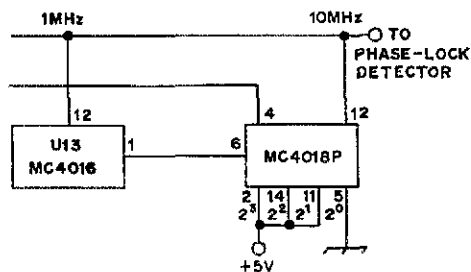 1MHz
10MHz
TO
PHASE-LOCK
DETECTOR
12
4
12
U13
MC4016
1
6
MC4018P
2 14 11 5
2³ 2² 2¹ 2⁰
+5V